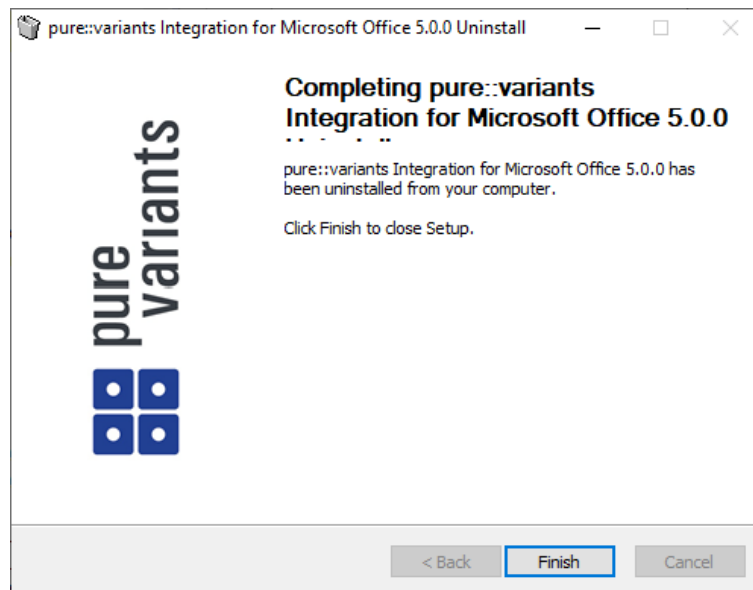 pure::variants Integration for Microsoft Office 5.0.0 Uninstall
Completing pure::variants
Integration for Microsoft Office 5.0.0
pure::variants Integration for Microsoft Office 5.0.0 has
been uninstalled from your computer.
Click Finish to close Setup.
pure
variants
< Back
Finish
Cancel